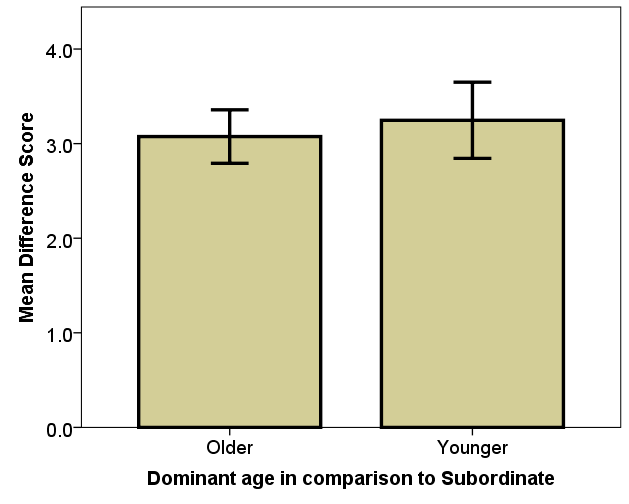 4.0
3.0
2.0
1.0
0.0
Mean Difference Score
Older Younger
Dominant age in comparison to Subordinate